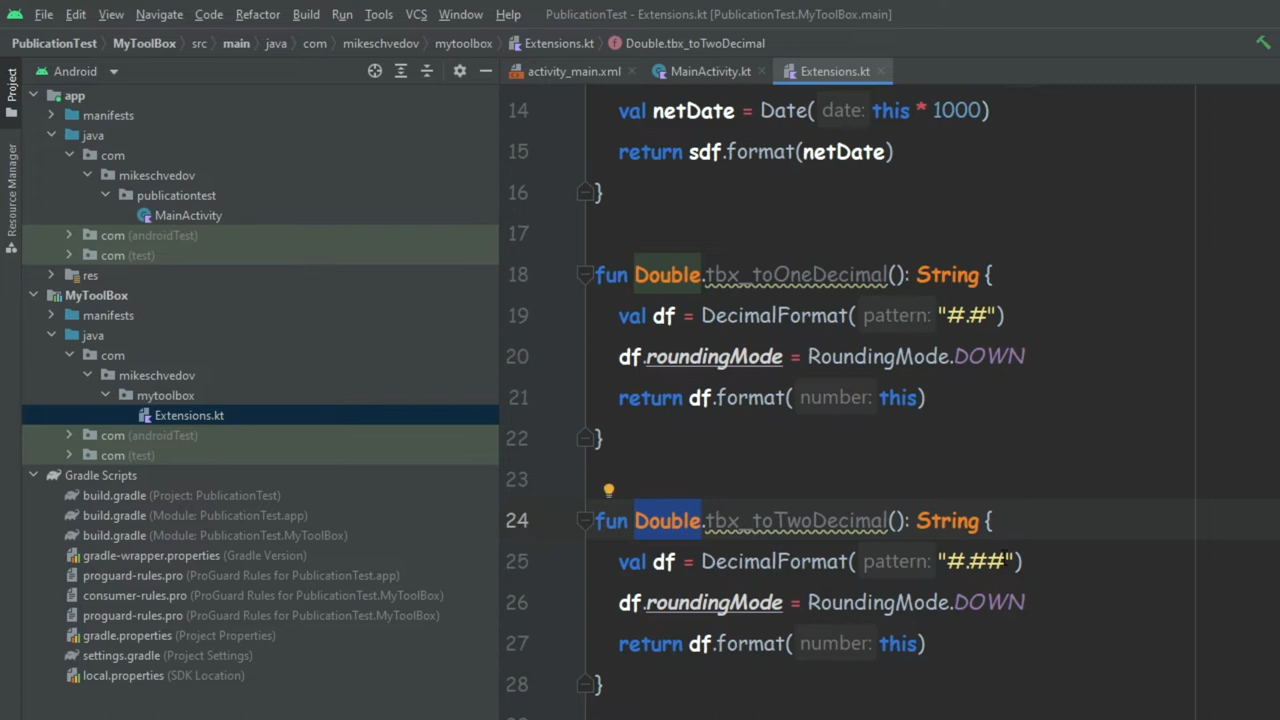 File Edit View Navigate Code Refactor Build Run Tools VCS Window Help PublicationTest - Extensions.kt [PublicationTest.MyToolBox.main]
PublicationTest MyToolBox src main java com mikeschvedov mytoolbox Extensions.kt Double.tbx_toTwoDecimal
Project
Resource Manager
Android
app
manifests
java
com
mikeschvedov
publicationtest
MainActivity
com (androidTest)
com (test)
res
MyToolBox
manifests
java
com
mikeschvedov
mytoolbox
Extensions.kt
com (androidTest)
com (test)
Gradle Scripts
build.gradle (Project: PublicationTest)
build.gradle (Module: PublicationTest.app)
build.gradle (Module: PublicationTest.MyToolBox)
gradle-wrapper.properties (Gradle Version)
proguard-rules.pro (ProGuard Rules for PublicationTest.app)
consumer-rules.pro (ProGuard Rules for PublicationTest.MyToolBox)
proguard-rules.pro (ProGuard Rules for PublicationTest.MyToolBox)
gradle.properties (Project Properties)
settings.gradle (Project Settings)
local.properties (SDK Location)
activity_main.xml MainActivity.kt Extensions.kt
14 val netDate = Date( date: this * 1000)
15 return sdf.format(netDate)
16 }
17
18 fun Double.tbx_toOneDecimal(): String {
19 val df = DecimalFormat( pattern: "#.#")
20 df.roundingMode = RoundingMode.DOWN
21 return df.format( number: this)
22 }
23
24 fun Double.tbx_toTwoDecimal(): String {
25 val df = DecimalFormat( pattern: "#.##")
26 df.roundingMode = RoundingMode.DOWN
27 return df.format( number: this)
28 }